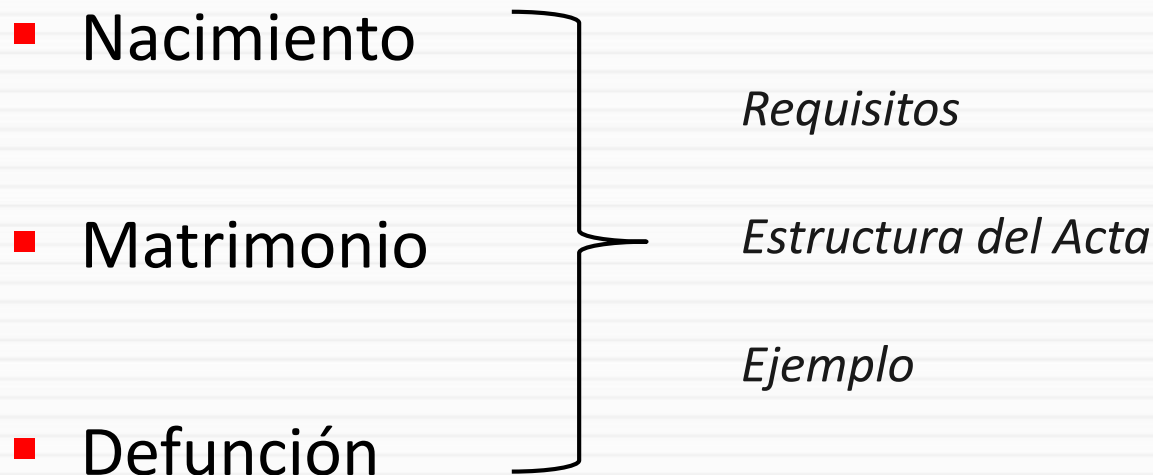 Nacimiento
Matrimonio
Defunción
Requisitos
Estructura del Acta
Ejemplo